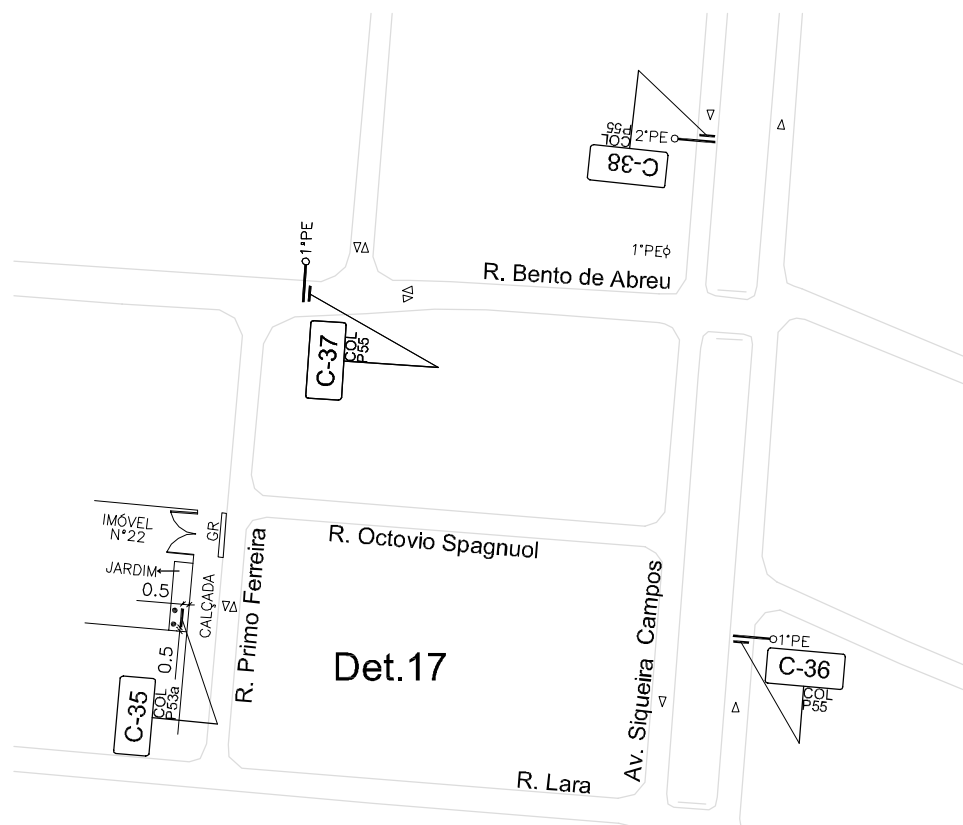 P55
COL
2°PE
C-38
1°PE
1°PE
R. Bento de Abreu
C-37
COL
P55
IMÓVEL
N°22
GR
R. Octovio Spagnuol
JARDIM
0.5
CALÇADA
R. Primo Ferreira
Det.17
Av. Siqueira Campos
1°PE
C-36
COL
P55
0.5
C-35
COL
P53a
R. Lara